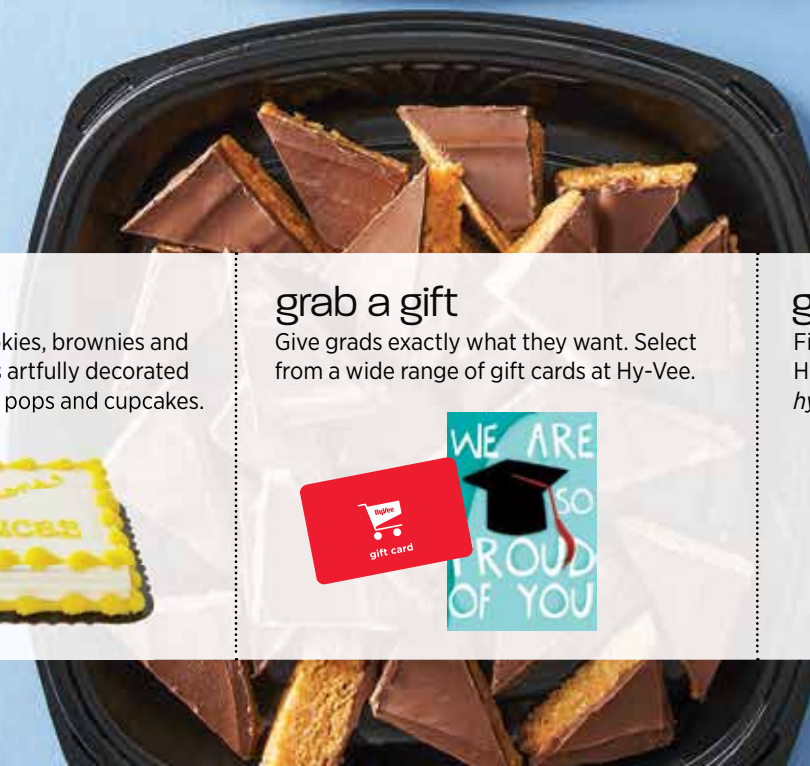 kies, brownies and
artfully decorated
pops and cupcakes.
grab a gift
Give grads exactly what they want. Select
from a wide range of gift cards at Hy-Vee.
HyVee
gift card
WE ARE
SO
PROUD
OF YOU
g
Fi
H
hy